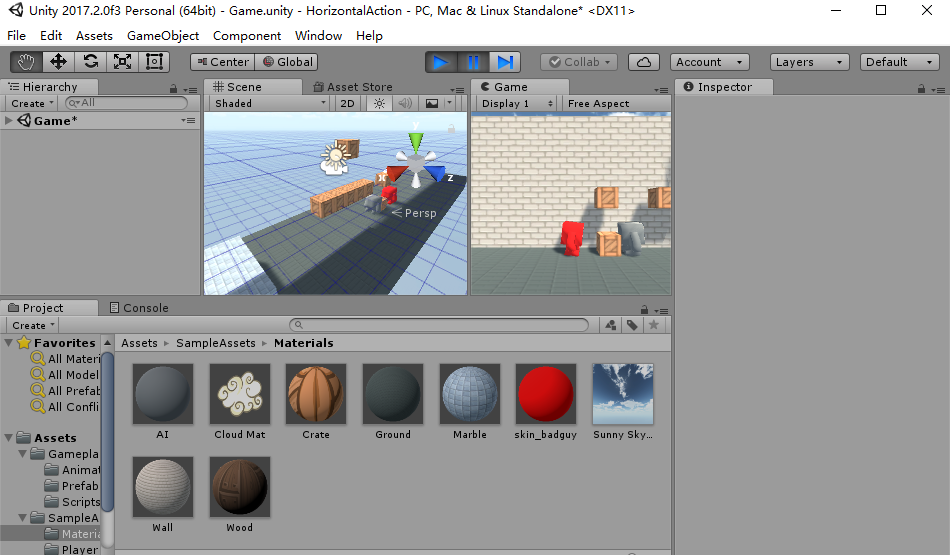 Unity 2017.2.0f3 Personal (64bit) - Game.unity - HorizontalAction - PC, Mac & Linux Standalone* <DX11>
File Edit Assets GameObject Component Window Help
Center Global Collab Account Layers Default
Hierarchy
Create All
Game*
Scene Asset Store
Shaded 2D
y
x
z
Persp
Game
Display 1 Free Aspect
Inspector
Project Console
Create
Favorites
All Materi
All Model
All Prefab
All Confli
Assets
Gamepla
Animat
Prefab
Scripts
SampleA
Materia
Player
Assets SampleAssets Materials
AI Cloud Mat Crate Ground Marble skin_badguy Sunny Sky...
Wall Wood